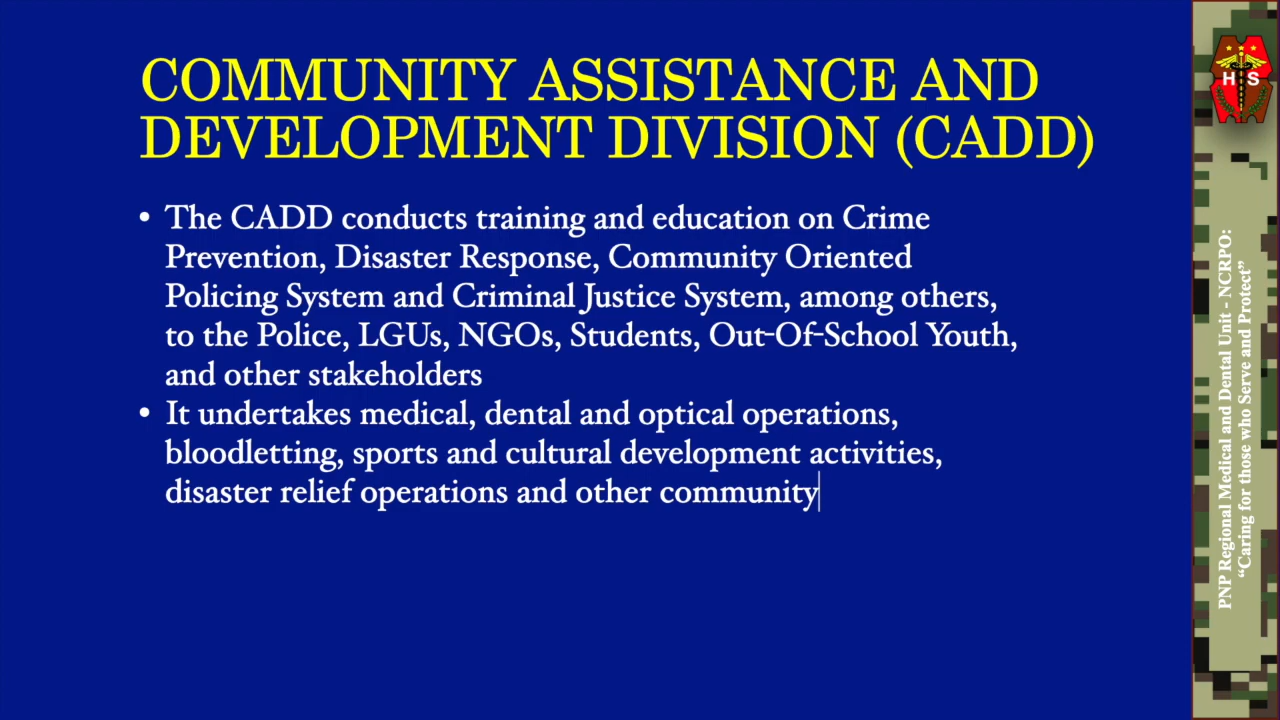 COMMUNITY ASSISTANCE AND
DEVELOPMENT DIVISION (CADD)
• The CADD conducts training and education on Crime
Prevention, Disaster Response, Community Oriented
Policing System and Criminal Justice System, among others,
to the Police, LGUs, NGOs, Students, Out-Of-School Youth,
and other stakeholders
• It undertakes medical, dental and optical operations,
bloodletting, sports and cultural development activities,
disaster relief operations and other community
H S
PNP Regional Medical and Dental Unit - NCRPO:
“Caring for those who Serve and Protect”